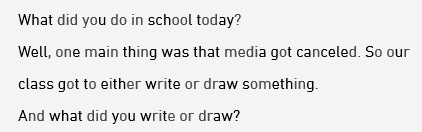 What did you do in school today?
Well, one main thing was that media got canceled. So our
class got to either write or draw something.
And what did you write or draw?